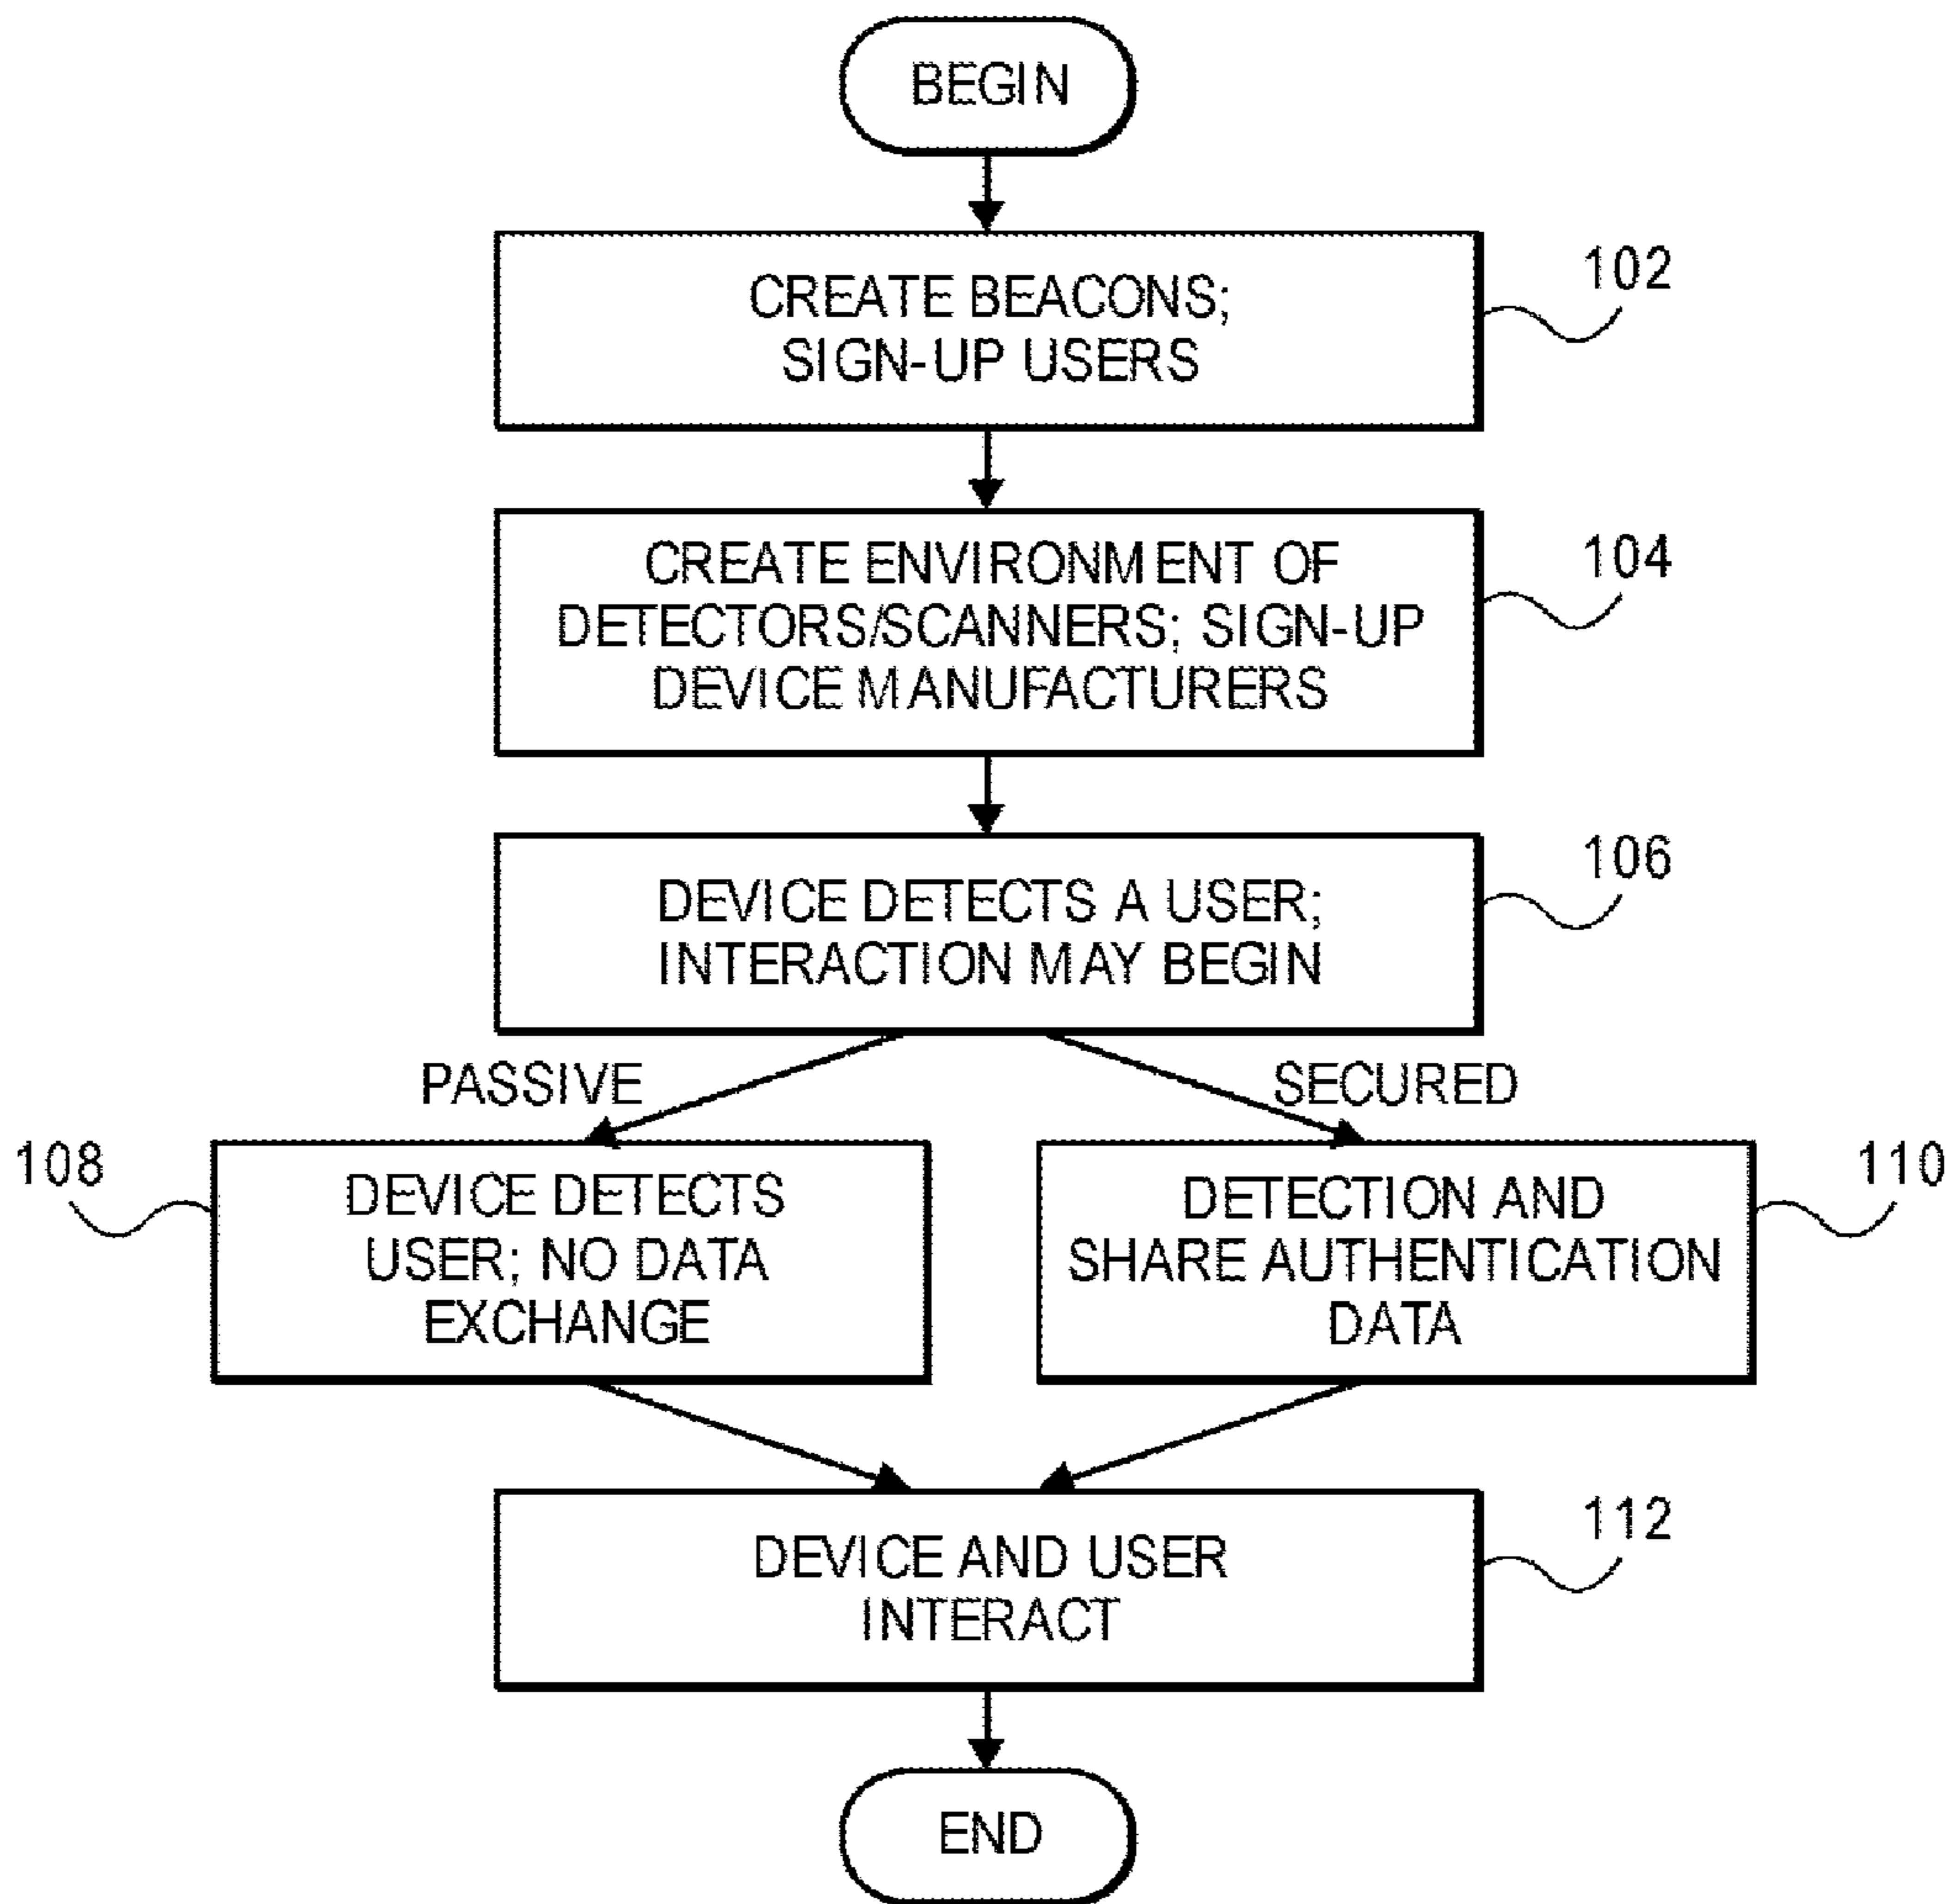 BEGIN
CREATE BEACONS;
SIGN-UP USERS
102
CREATE ENVIRONMENT OF
DETECTORS/SCANNERS; SIGN-UP
DEVICE MANUFACTURERS
104
DEVICE DETECTS A USER;
INTERACTION MAY BEGIN
106
PASSIVE
SECURED
108
DEVICE DETECTS
USER; NO DATA
EXCHANGE
DETECTION AND
SHARE AUTHENTICATION
DATA
110
DEVICE AND USER
INTERACT
112
END